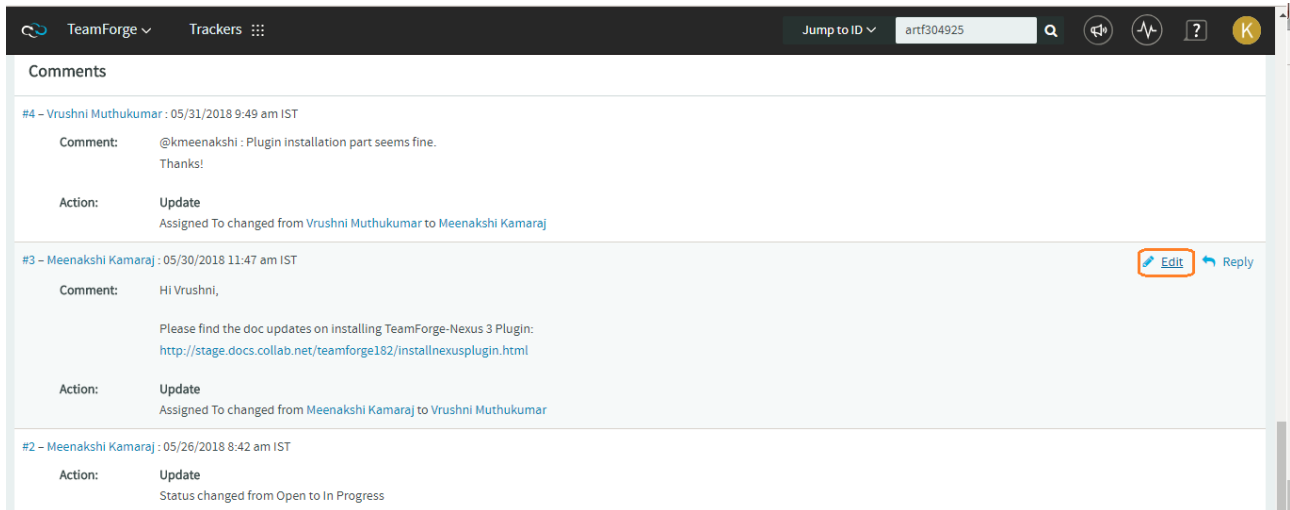 TeamForge Trackers Jump to ID artf304925 ? K
Comments
#4 – Vrushni Muthukumar : 05/31/2018 9:49 am IST
Comment: @kmeenakshi : Plugin installation part seems fine.
Thanks!
Action: Update
Assigned To changed from Vrushni Muthukumar to Meenakshi Kamaraj
#3 – Meenakshi Kamaraj : 05/30/2018 11:47 am IST Edit Reply
Comment: Hi Vrushni,
Please find the doc updates on installing TeamForge-Nexus 3 Plugin:
http://stage.docs.collab.net/teamforge182/installnexusplugin.html
Action: Update
Assigned To changed from Meenakshi Kamaraj to Vrushni Muthukumar
#2 – Meenakshi Kamaraj : 05/26/2018 8:42 am IST
Action: Update
Status changed from Open to In Progress